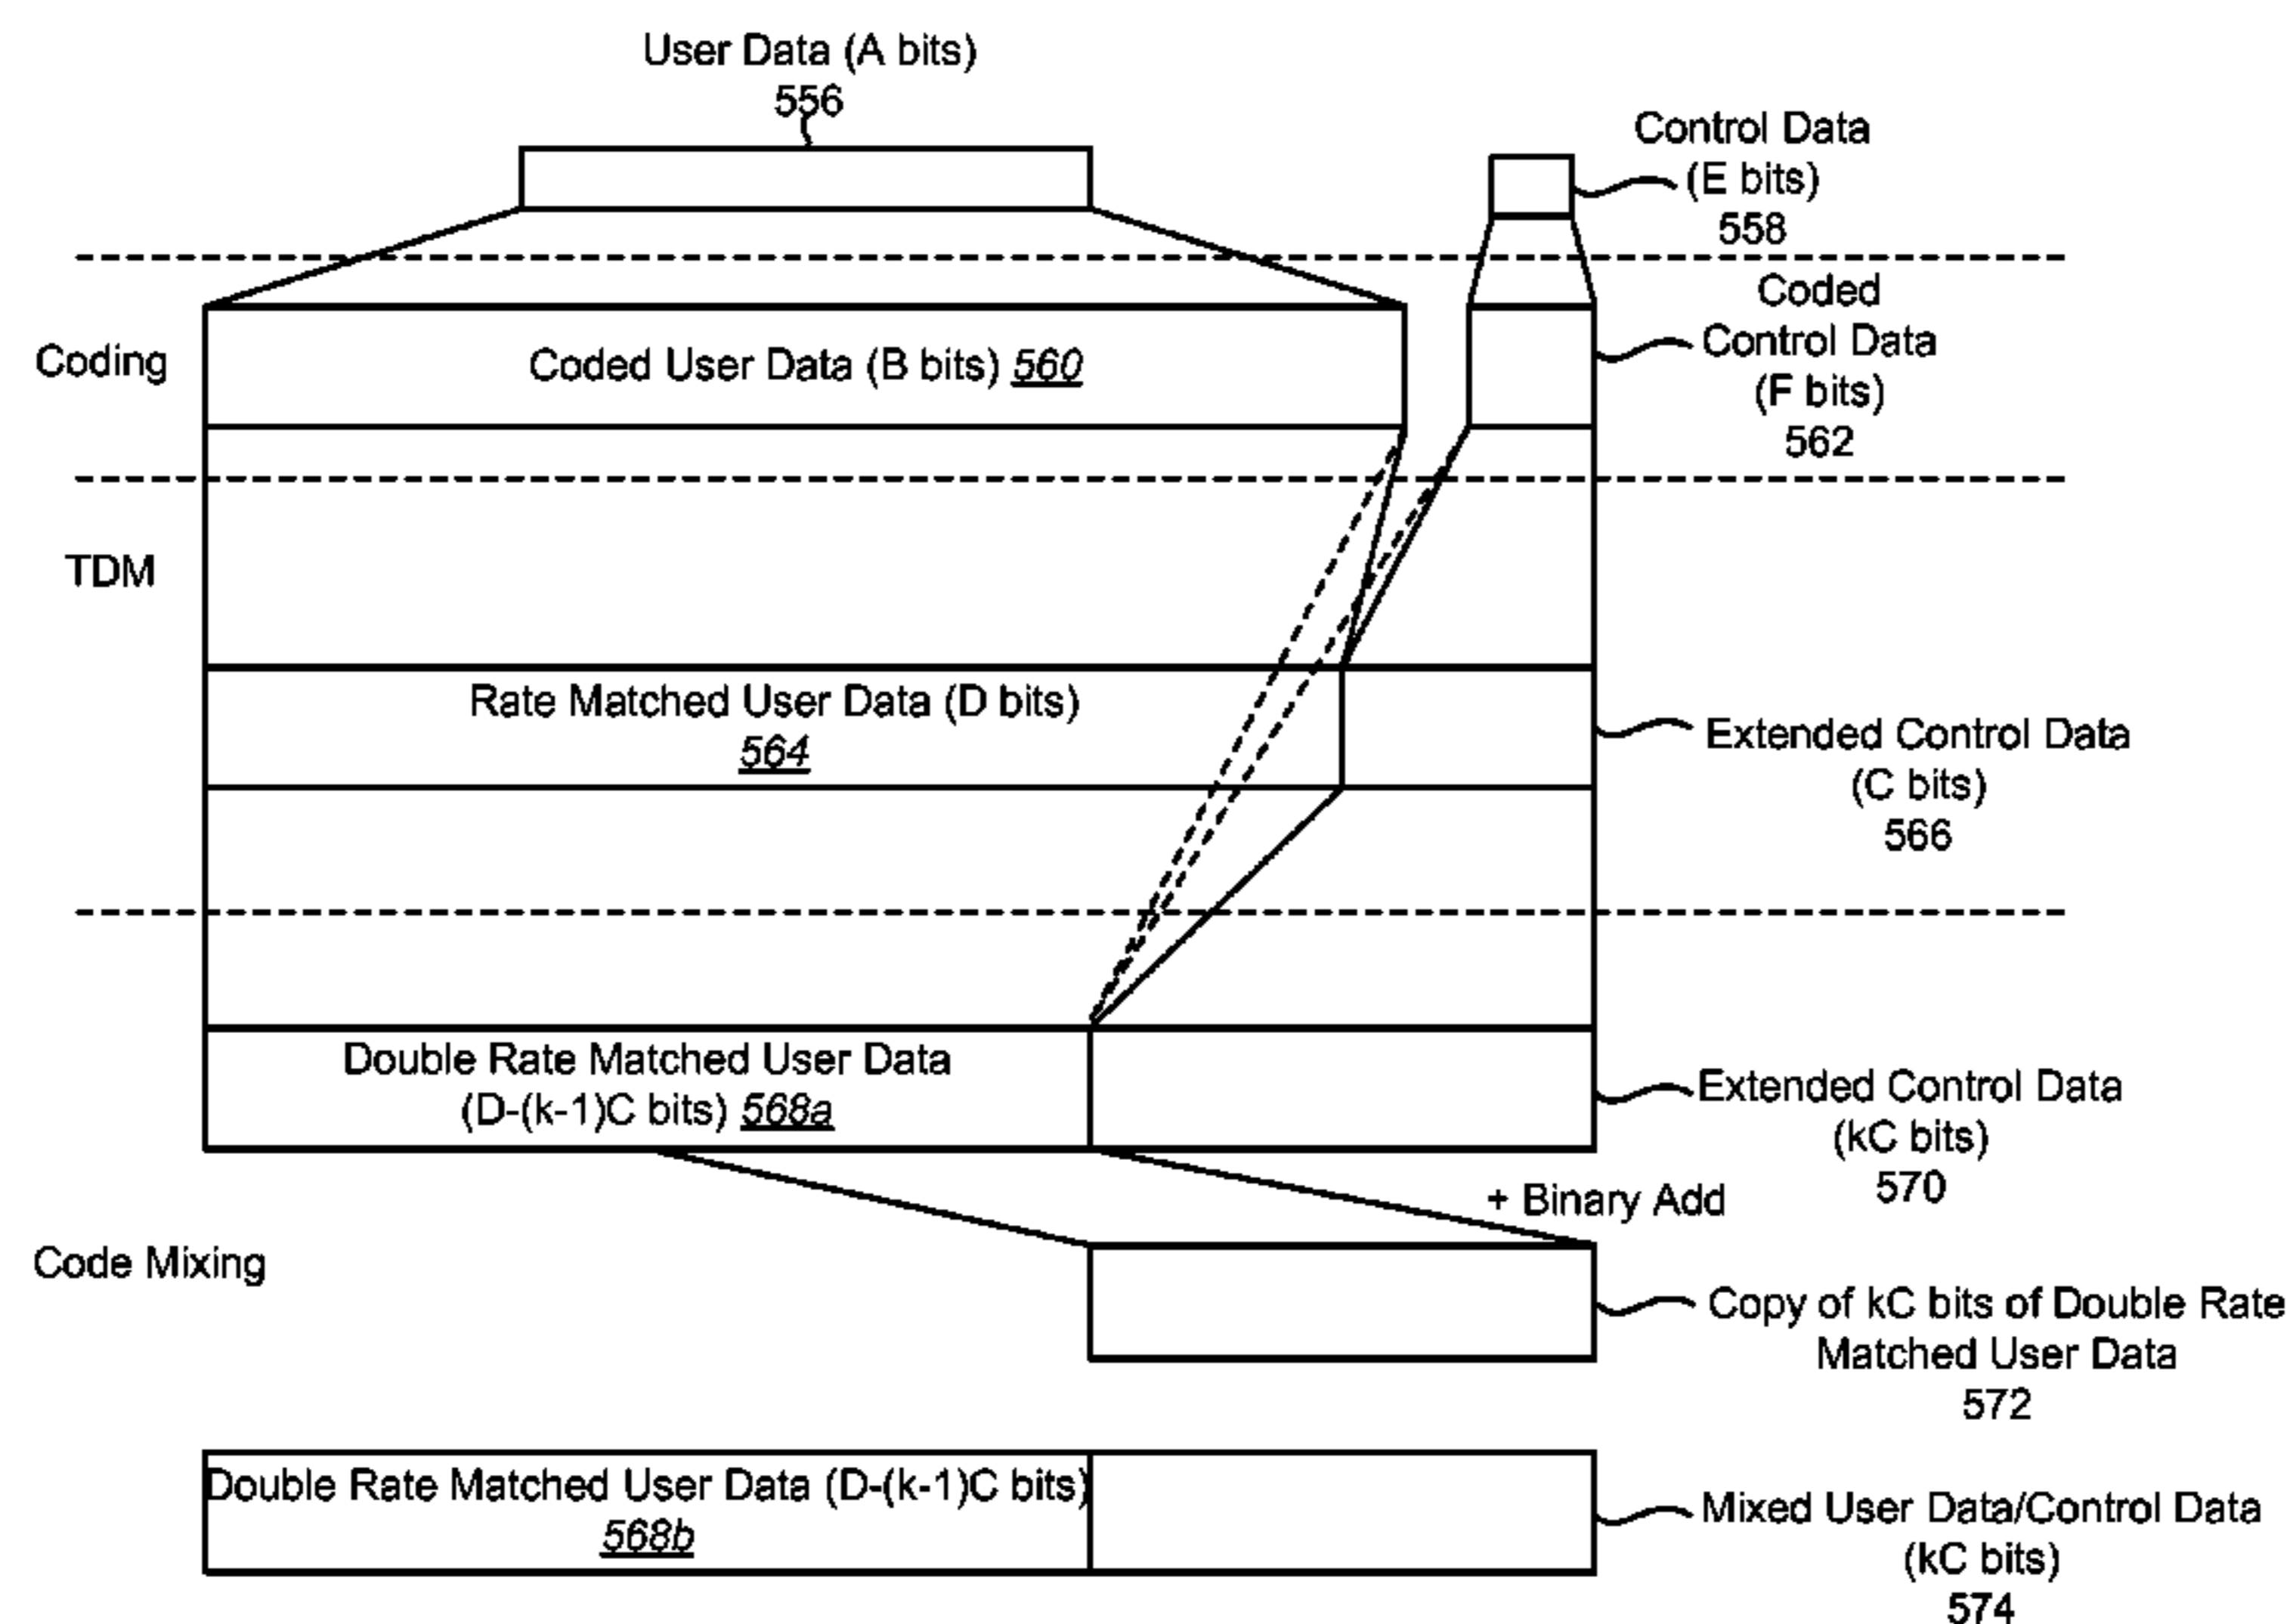 User Data (A bits)
556
Control Data
(E bits)
558
Coding
Coded User Data (B bits) 560
Coded
Control Data
(F bits)
562
TDM
Rate Matched User Data (D bits)
564
Extended Control Data
(C bits)
566
Double Rate Matched User Data
(D-(k-1)C bits) 568a
Extended Control Data
(kC bits)
570
+ Binary Add
Code Mixing
Copy of kC bits of Double Rate
Matched User Data
572
Double Rate Matched User Data (D-(k-1)C bits)
568b
Mixed User Data/Control Data
(kC bits)
574